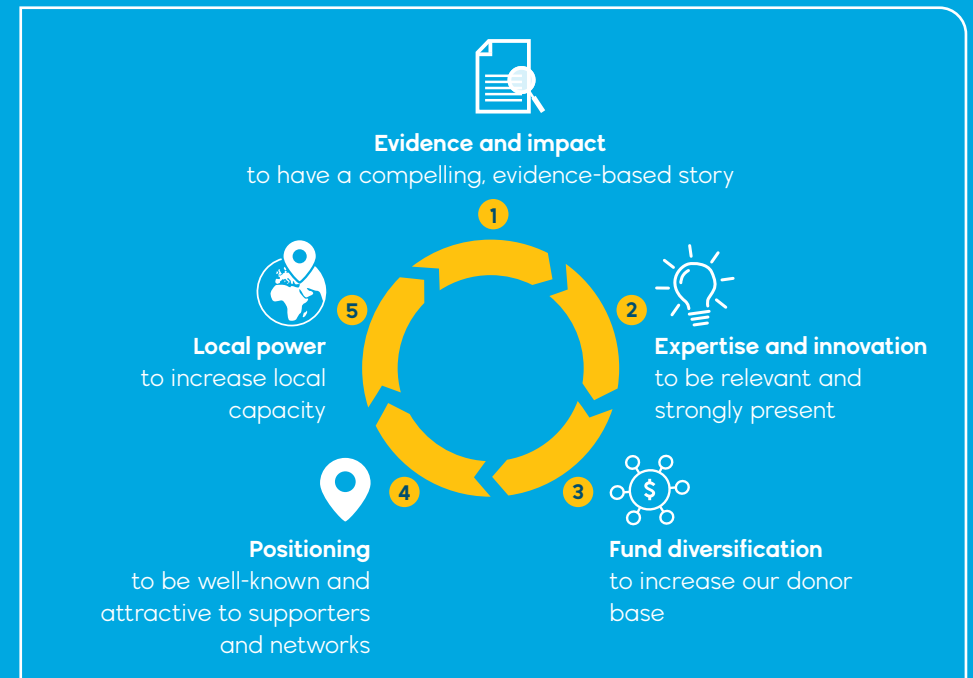 Evidence and impact
to have a compelling, evidence-based story
1
2
Expertise and innovation
to be relevant and
strongly present
3
$
Fund diversification
to increase our donor
base
4
Positioning
to be well-known and
attractive to supporters
and networks
5
Local power
to increase local
capacity